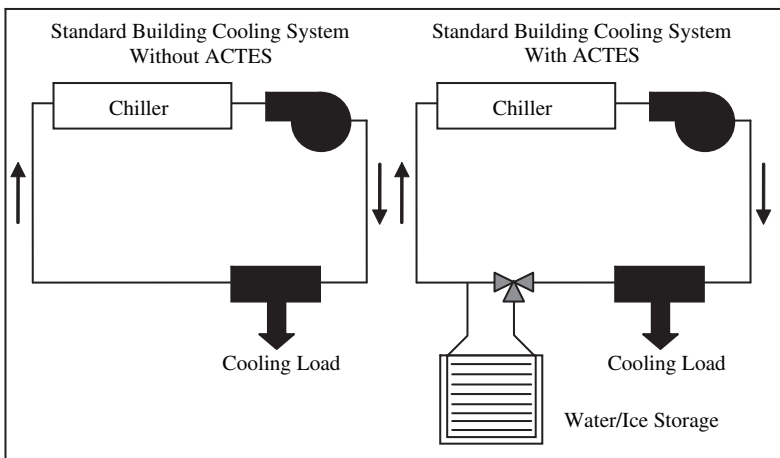 Standard Building Cooling System
Without ACTES
Chiller
Cooling Load
Standard Building Cooling System
With ACTES
Chiller
Cooling Load
Water/Ice Storage